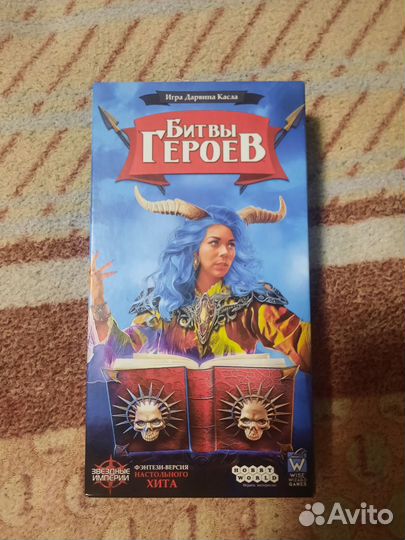 Игра Дарвина Касла
БИТВЫ
ГЕРОЕВ
ЗВЕЗДНЫЕ
ИМПЕРИИ
ФЭНТЕЗИ-ВЕРСИЯ
НАСТОЛЬНОГО
ХИТА
HOBBY
WORLD
W
WISE
WIZARD
GAMES
Avito